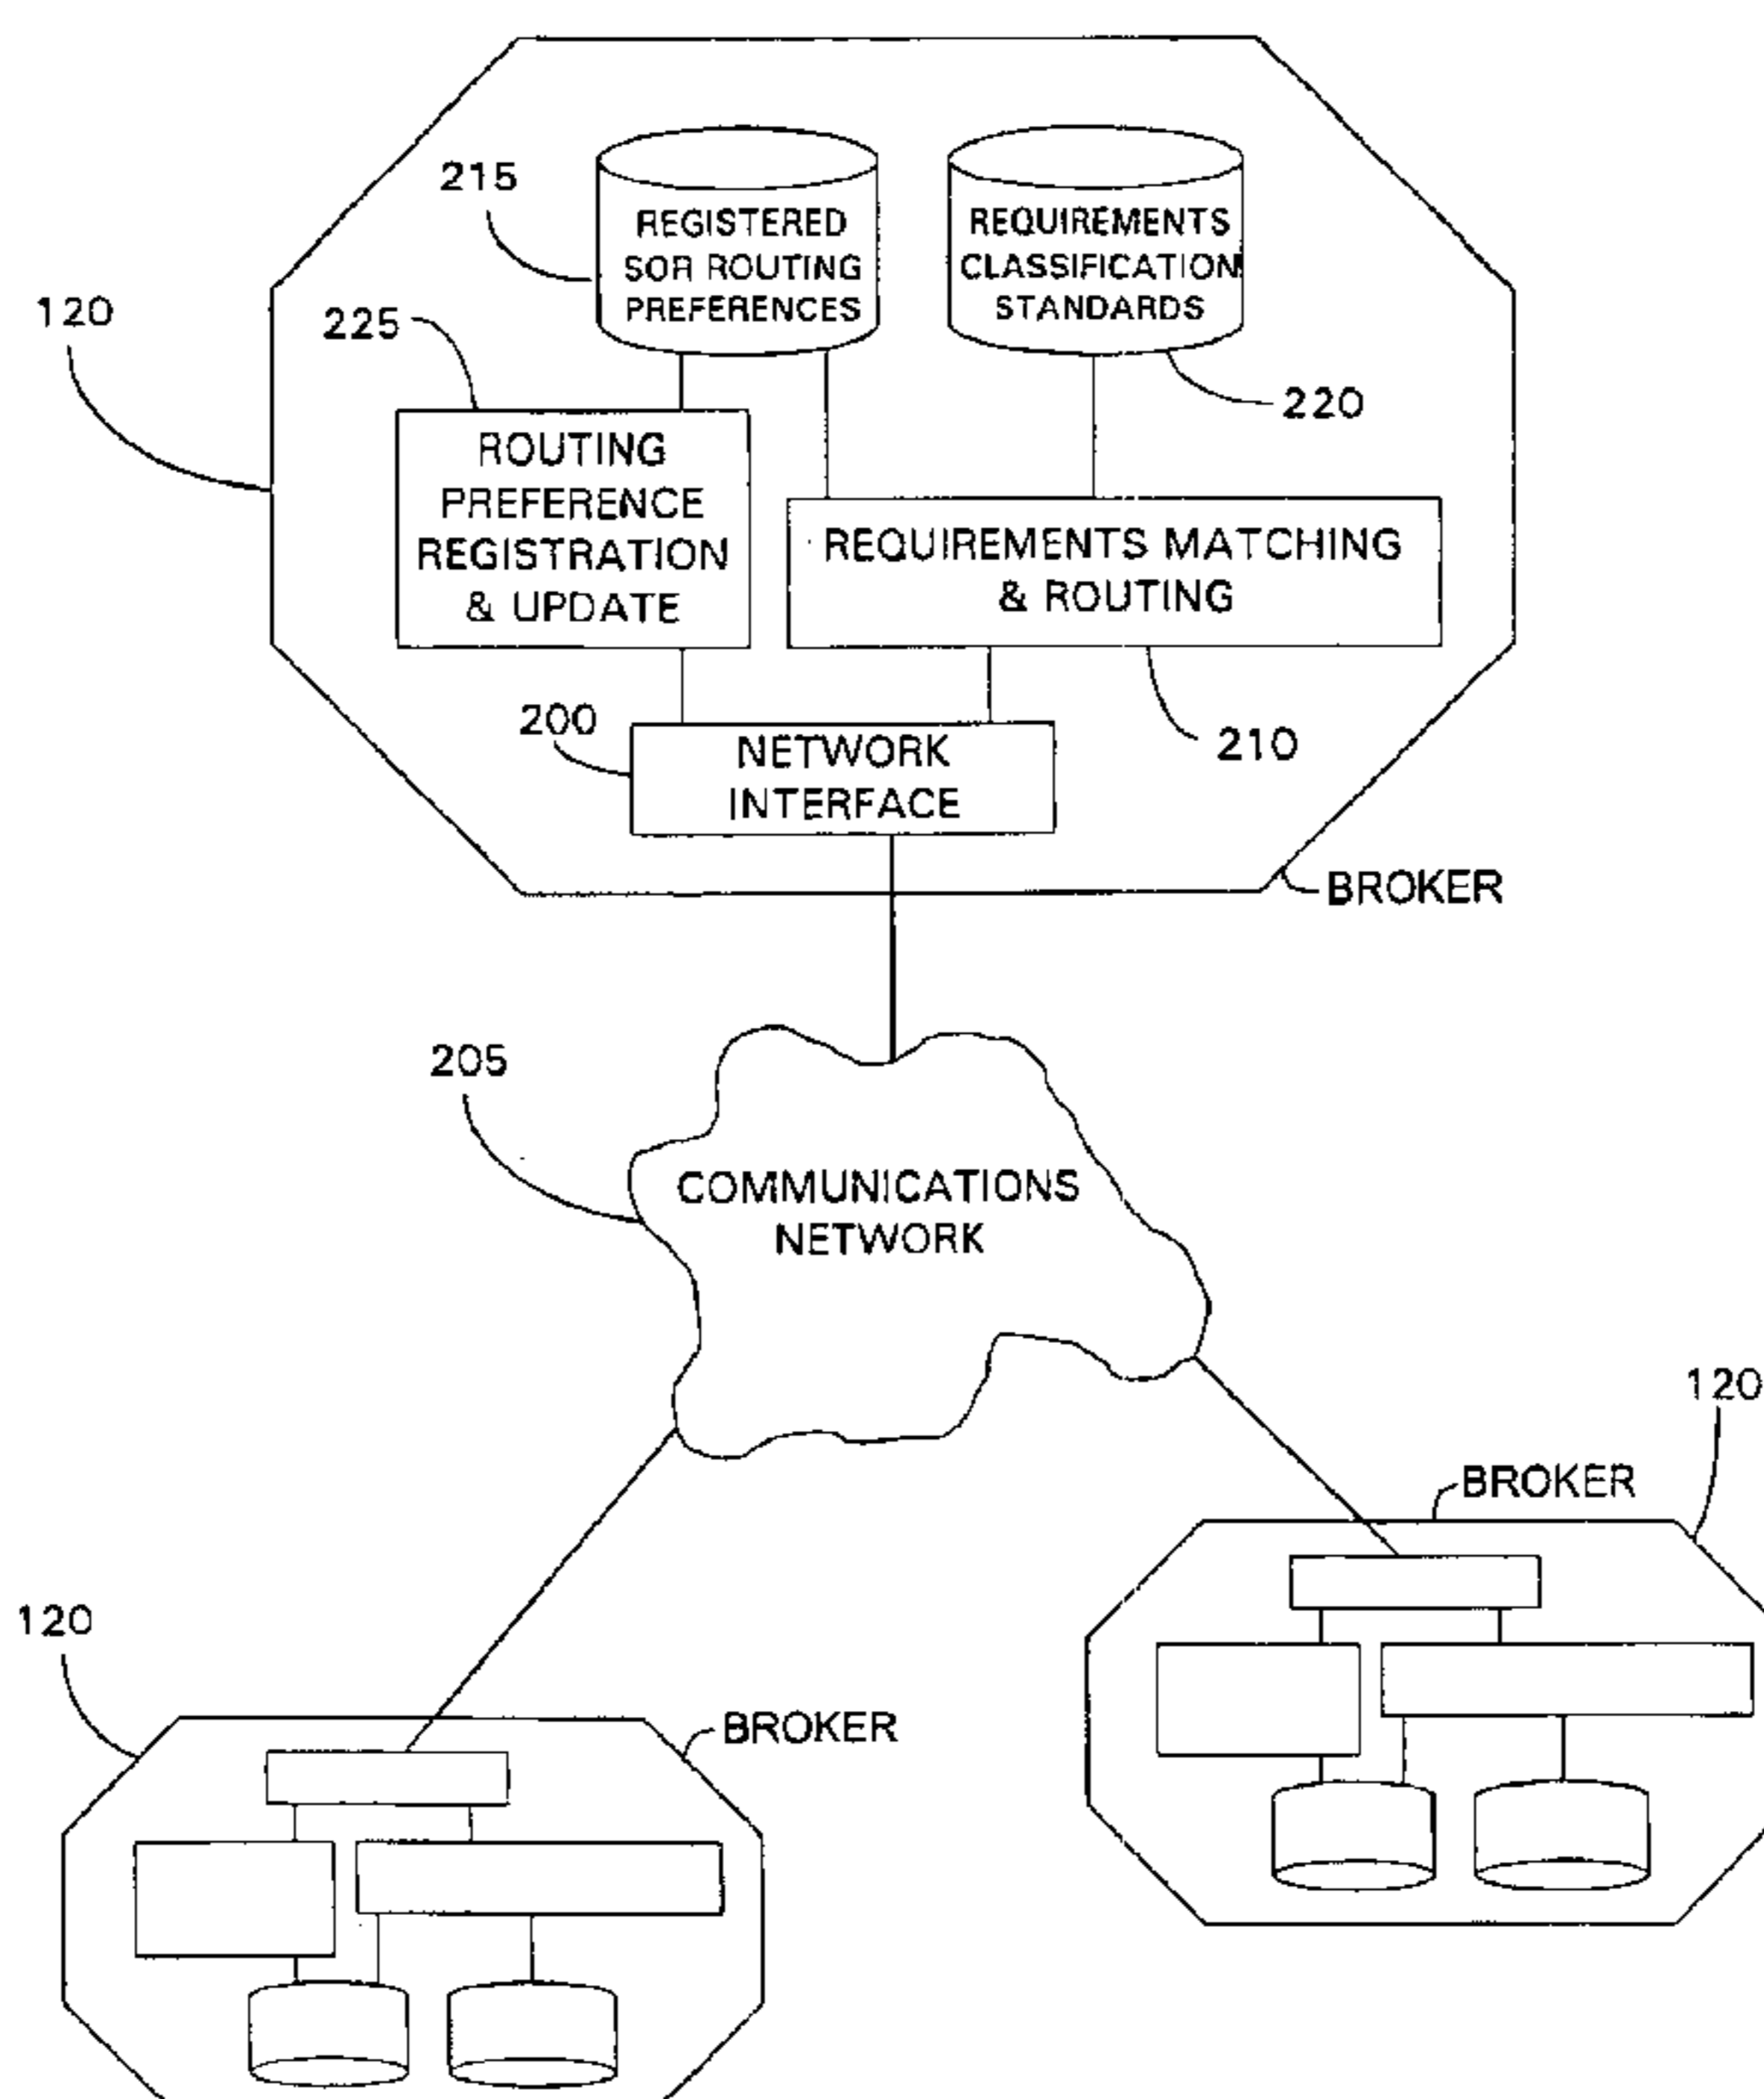 215
REGISTERED
SOR ROUTING
PREFERENCES
REQUIREMENTS
CLASSIFICATION
STANDARDS
120
225
220
ROUTING
PREFERENCE
REGISTRATION
& UPDATE
REQUIREMENTS MATCHING
& ROUTING
200
NETWORK
INTERFACE
210
BROKER
205
COMMUNICATIONS
NETWORK
120
BROKER
120
BROKER